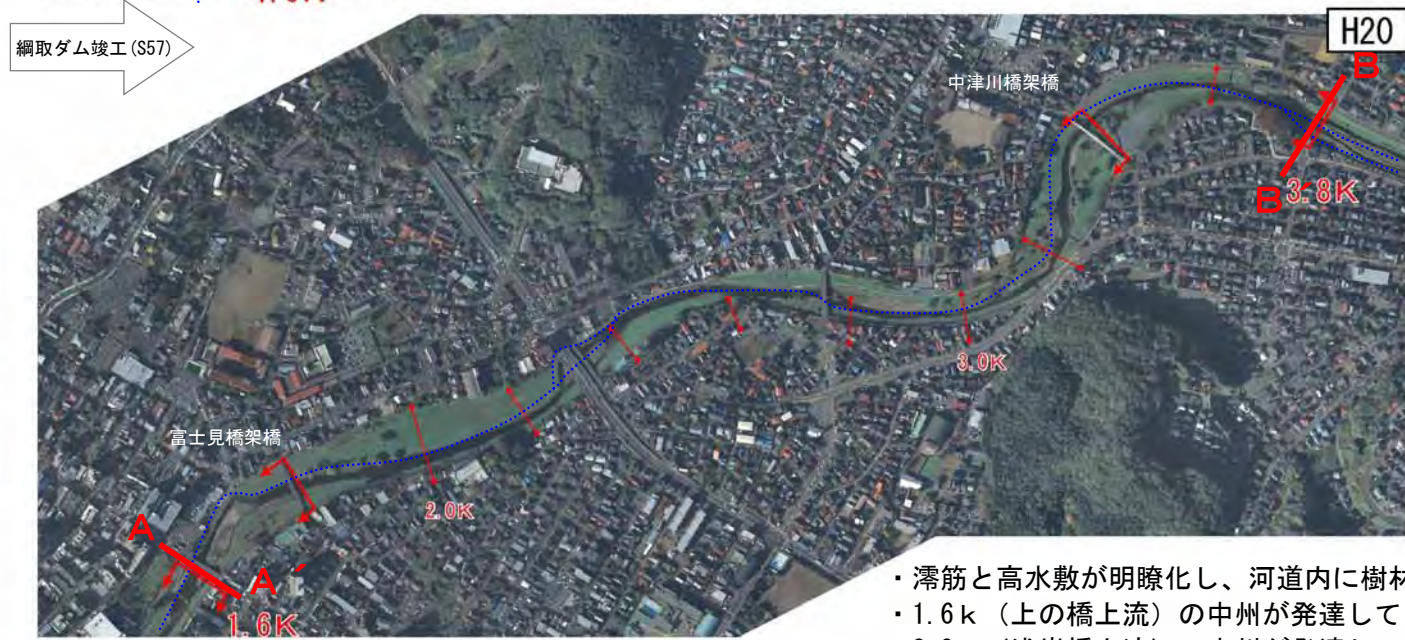 綱取ダム竣工(S57)
H20
B
中津川橋架橋
B´
3.8K
3.0K
富士見橋架橋
2.0K
A
A´
1.6K
・澪筋と高水敷が明瞭化し、河道内に樹林
・1.6k (上の橋上流) の中州が発達して